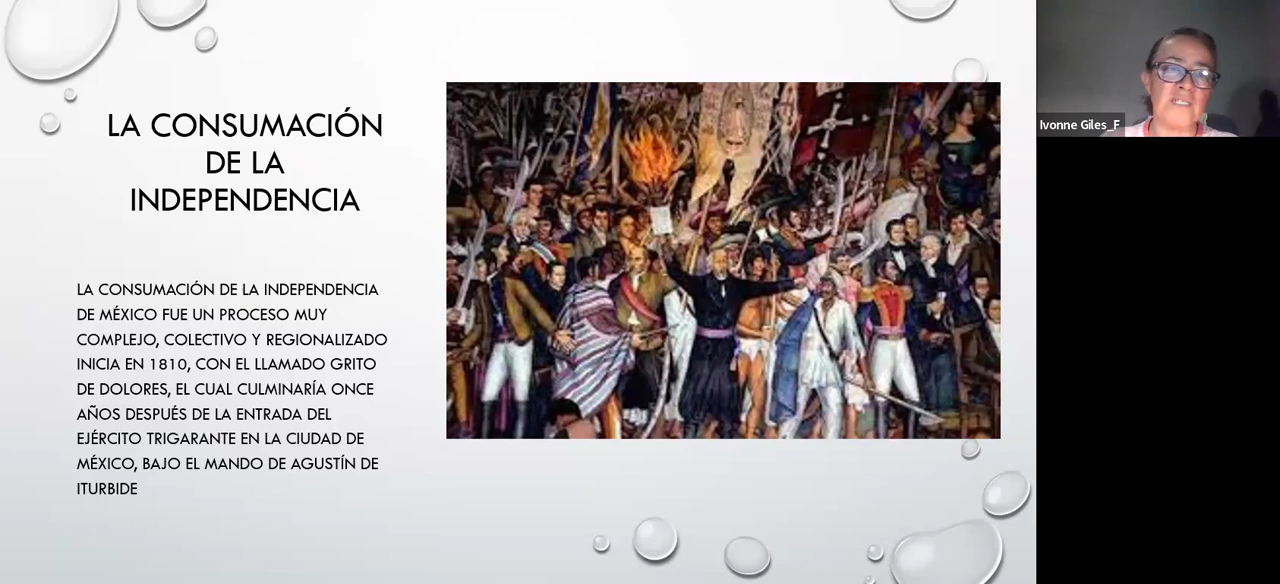 LA CONSUMACIÓN
DE LA
INDEPENDENCIA
LA CONSUMACIÓN DE LA INDEPENDENCIA
DE MÉXICO FUE UN PROCESO MUY
COMPLEJO, COLECTIVO Y REGIONALIZADO
INICIA EN 1810, CON EL LLAMADO GRITO
DE DOLORES, EL CUAL CULMINARÍA ONCE
AÑOS DESPUÉS DE LA ENTRADA DEL
EJÉRCITO TRIGARANTE EN LA CIUDAD DE
MÉXICO, BAJO EL MANDO DE AGUSTÍN DE
ITURBIDE
Ivonne Giles_F